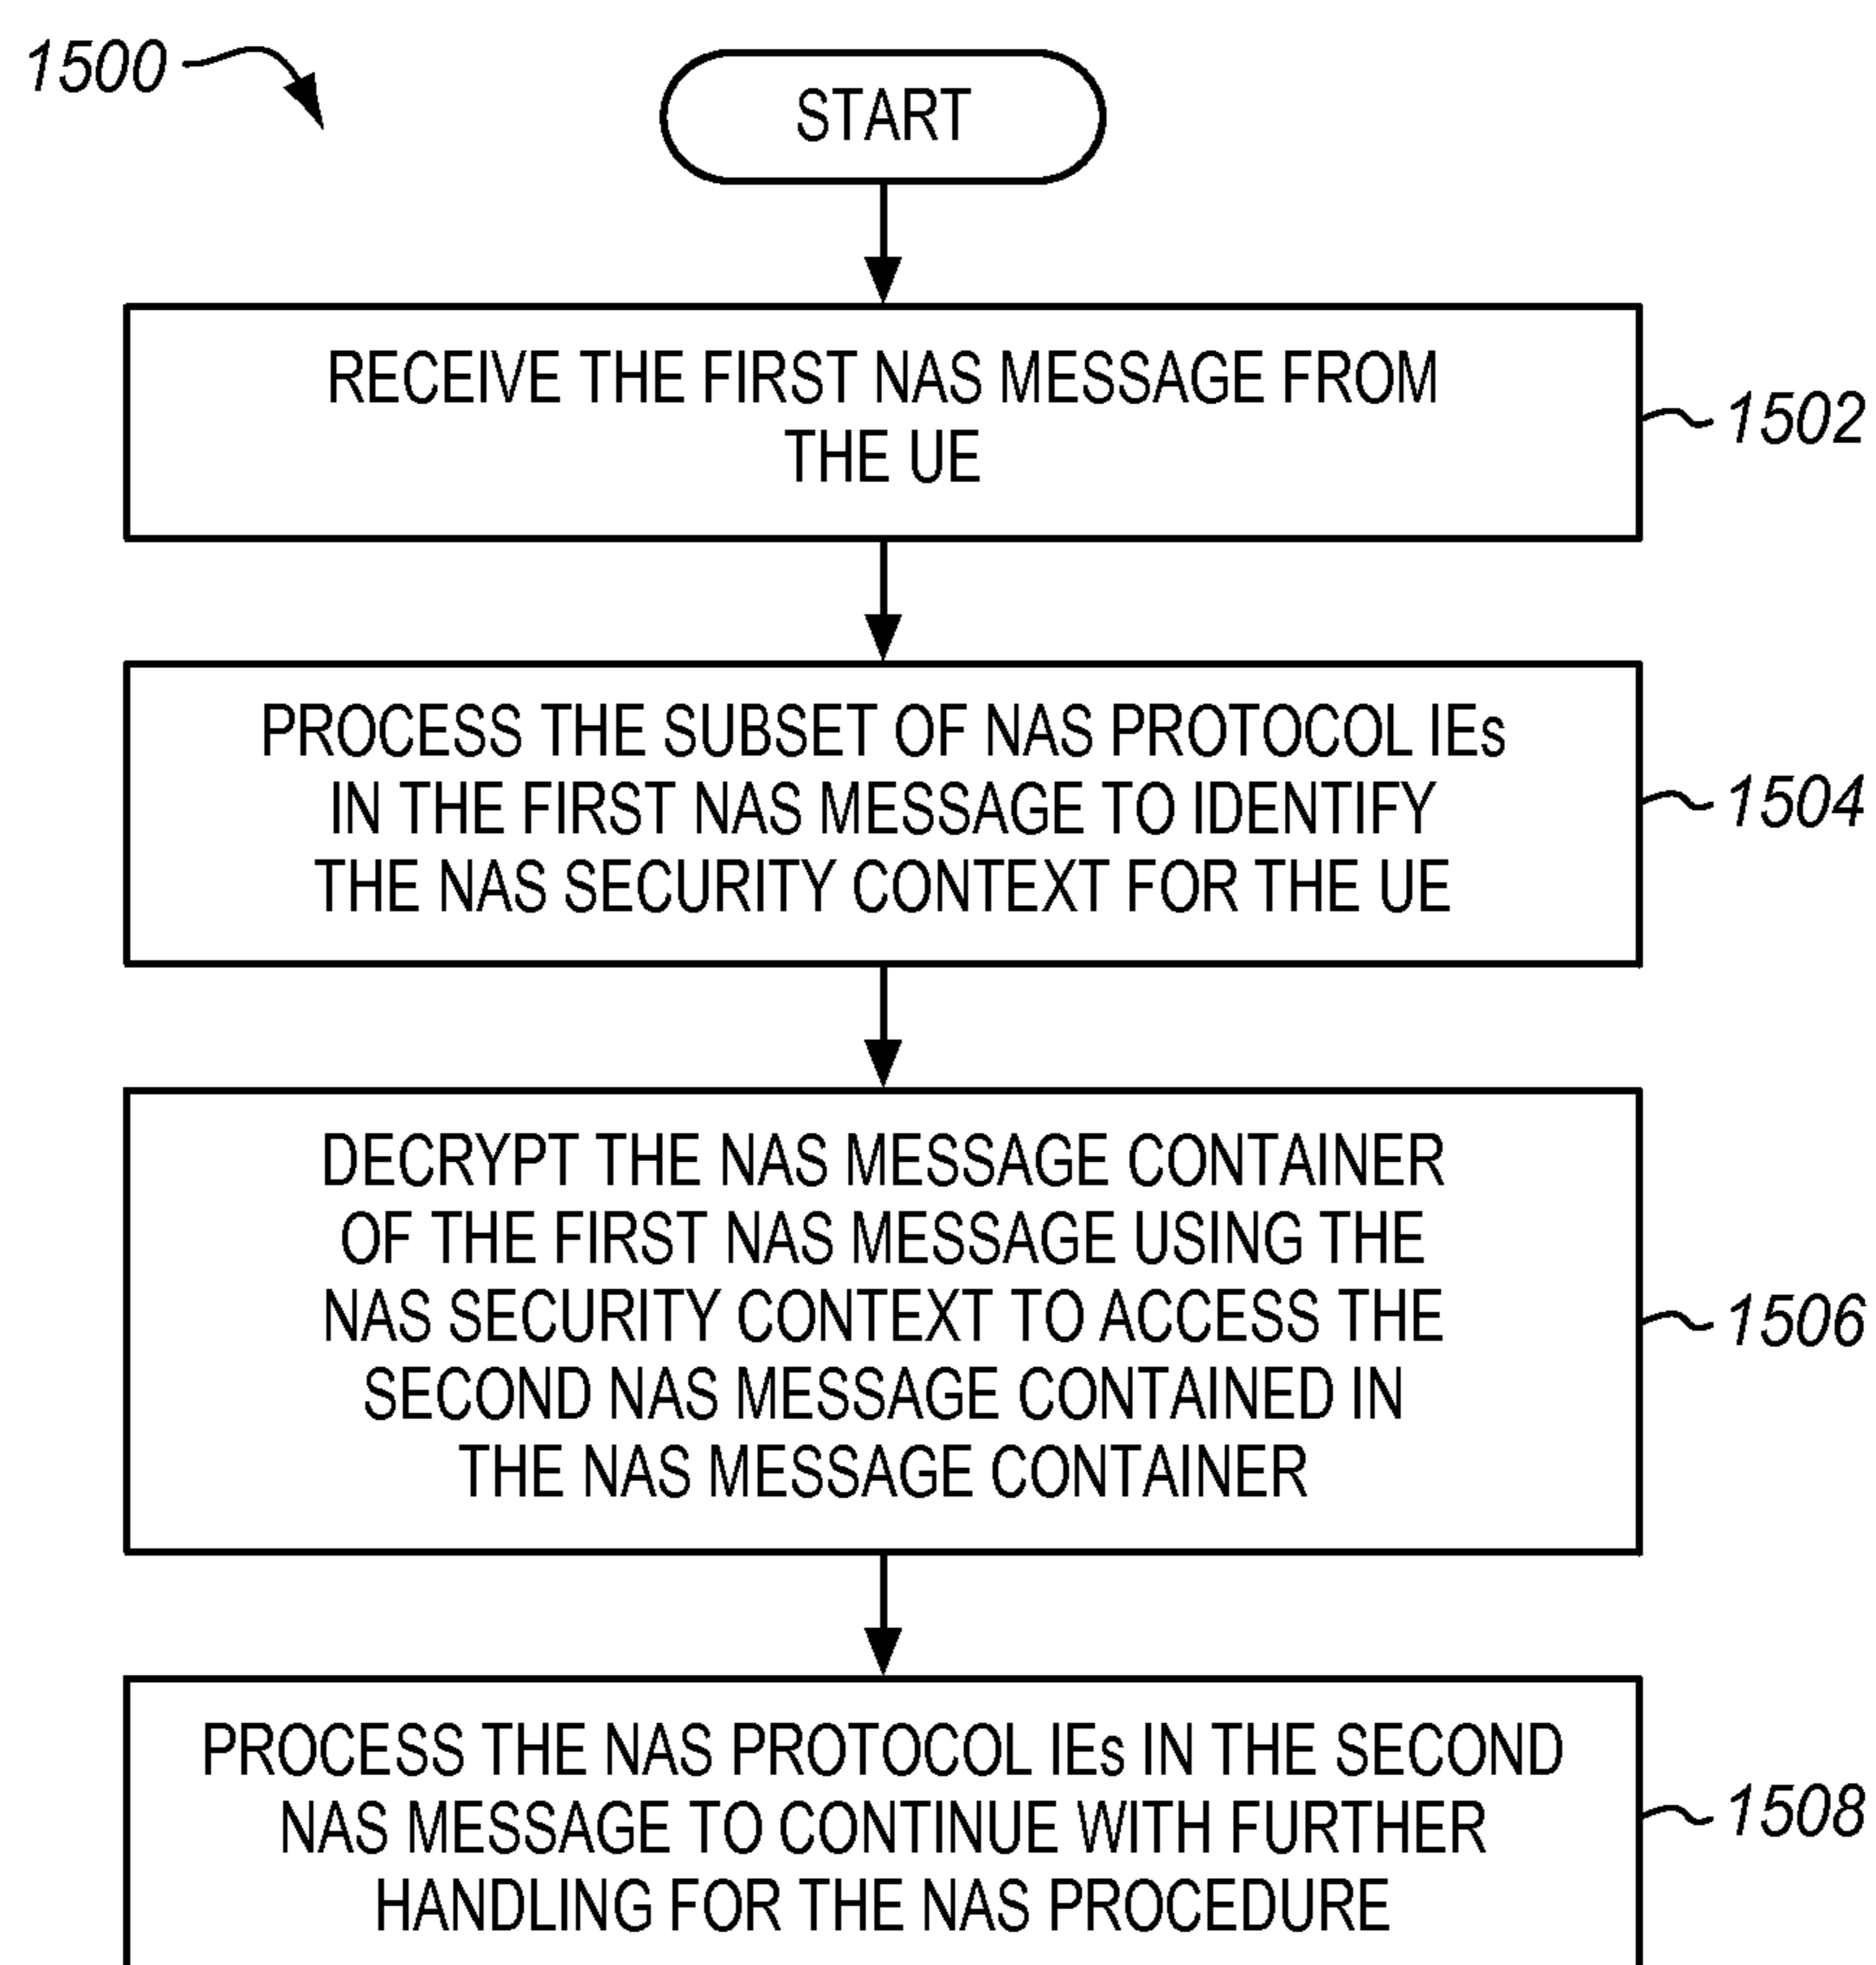 1500
START
RECEIVE THE FIRST NAS MESSAGE FROM
THE UE
1502
PROCESS THE SUBSET OF NAS PROTOCOL IEs
IN THE FIRST NAS MESSAGE TO IDENTIFY
THE NAS SECURITY CONTEXT FOR THE UE
1504
DECRYPT THE NAS MESSAGE CONTAINER
OF THE FIRST NAS MESSAGE USING THE
NAS SECURITY CONTEXT TO ACCESS THE
SECOND NAS MESSAGE CONTAINED IN
THE NAS MESSAGE CONTAINER
1506
PROCESS THE NAS PROTOCOL IEs IN THE SECOND
NAS MESSAGE TO CONTINUE WITH FURTHER
HANDLING FOR THE NAS PROCEDURE
1508